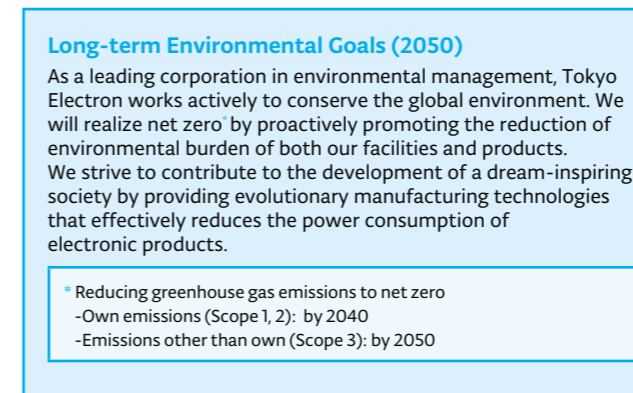 Long-term Environmental Goals (2050)
As a leading corporation in environmental management, Tokyo
Electron works actively to conserve the global environment. We
will realize net zero* by proactively promoting the reduction of
environmental burden of both our facilities and products.
We strive to contribute to the development of a dream-inspiring
society by providing evolutionary manufacturing technologies
that effectively reduces the power consumption of
electronic products.
* Reducing greenhouse gas emissions to net zero
-Own emissions (Scope 1, 2): by 2040
-Emissions other than own (Scope 3): by 2050